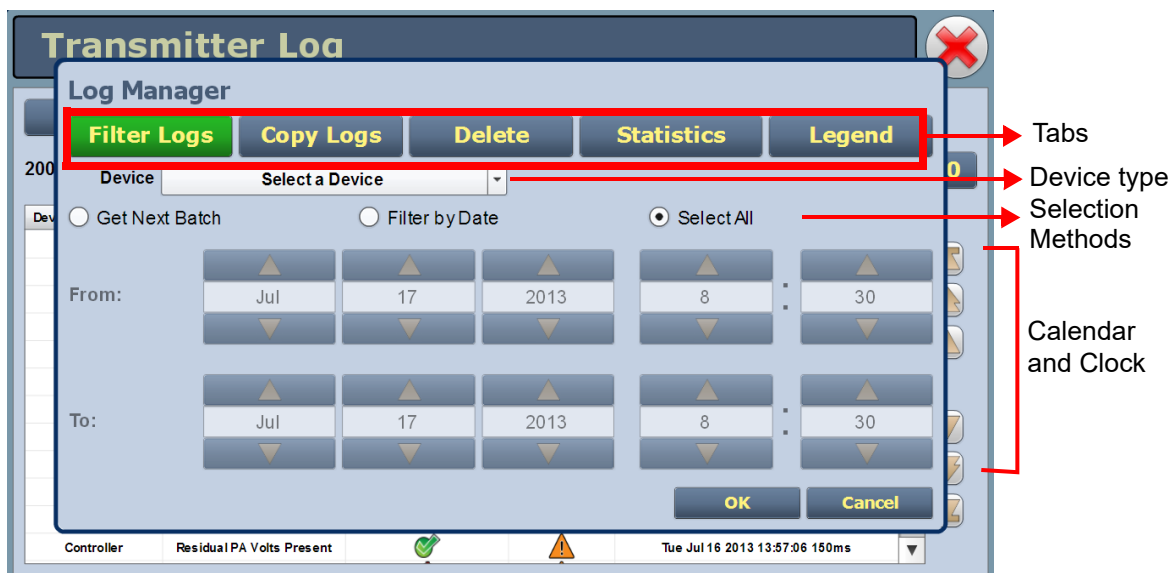 Transmitter Log
Log Manager
Filter Logs Copy Logs Delete Statistics Legend
Tabs
200
0
Device Select a Device
Device type
Dev
Get Next Batch Filter by Date Select All
Selection
Methods
From: Jul 17 2013 8 : 30
Calendar
and Clock
To: Jul 17 2013 8 : 30
OK Cancel
Controller Residual PA Volts Present Tue Jul 16 2013 13:57:06 150ms